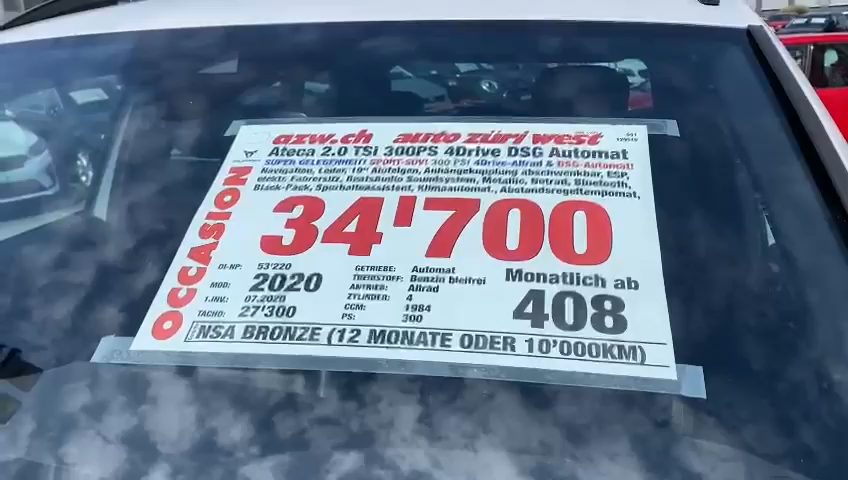 azw.ch auto züri west
Ateca 2.0 TSi 300PS 4Drive DSG Automat
SUPER GELEGENHEIT! SPORT-SUV! 300 PS! 4Drive-Allrad & DSG-Automat!
Navigation, Leder, 19" Alufelgen, Anhängekupplung abschwenkbar, ESP,
elektr. Fahrersitz, BeatsAudio Soundsystem, Metallic, Notrad, Bluetooth,
Black-Pack, Spurhalteassistent, Klimaautomat., Abstandsregeltempomat,
OCCASION
34'700
DI-NP: 53'220
MOD: 2020
1.INV: 07.2020
TACHO: 27'300
GETRIEBE: Automat
TREIBSTOFF: Benzin bleifrei
ANTRIEB: Allrad
ZYLINDER: 4
CCM: 1984
PS: 300
Monatlich ab
408
NSA BRONZE (12 MONATE ODER 10'000KM)